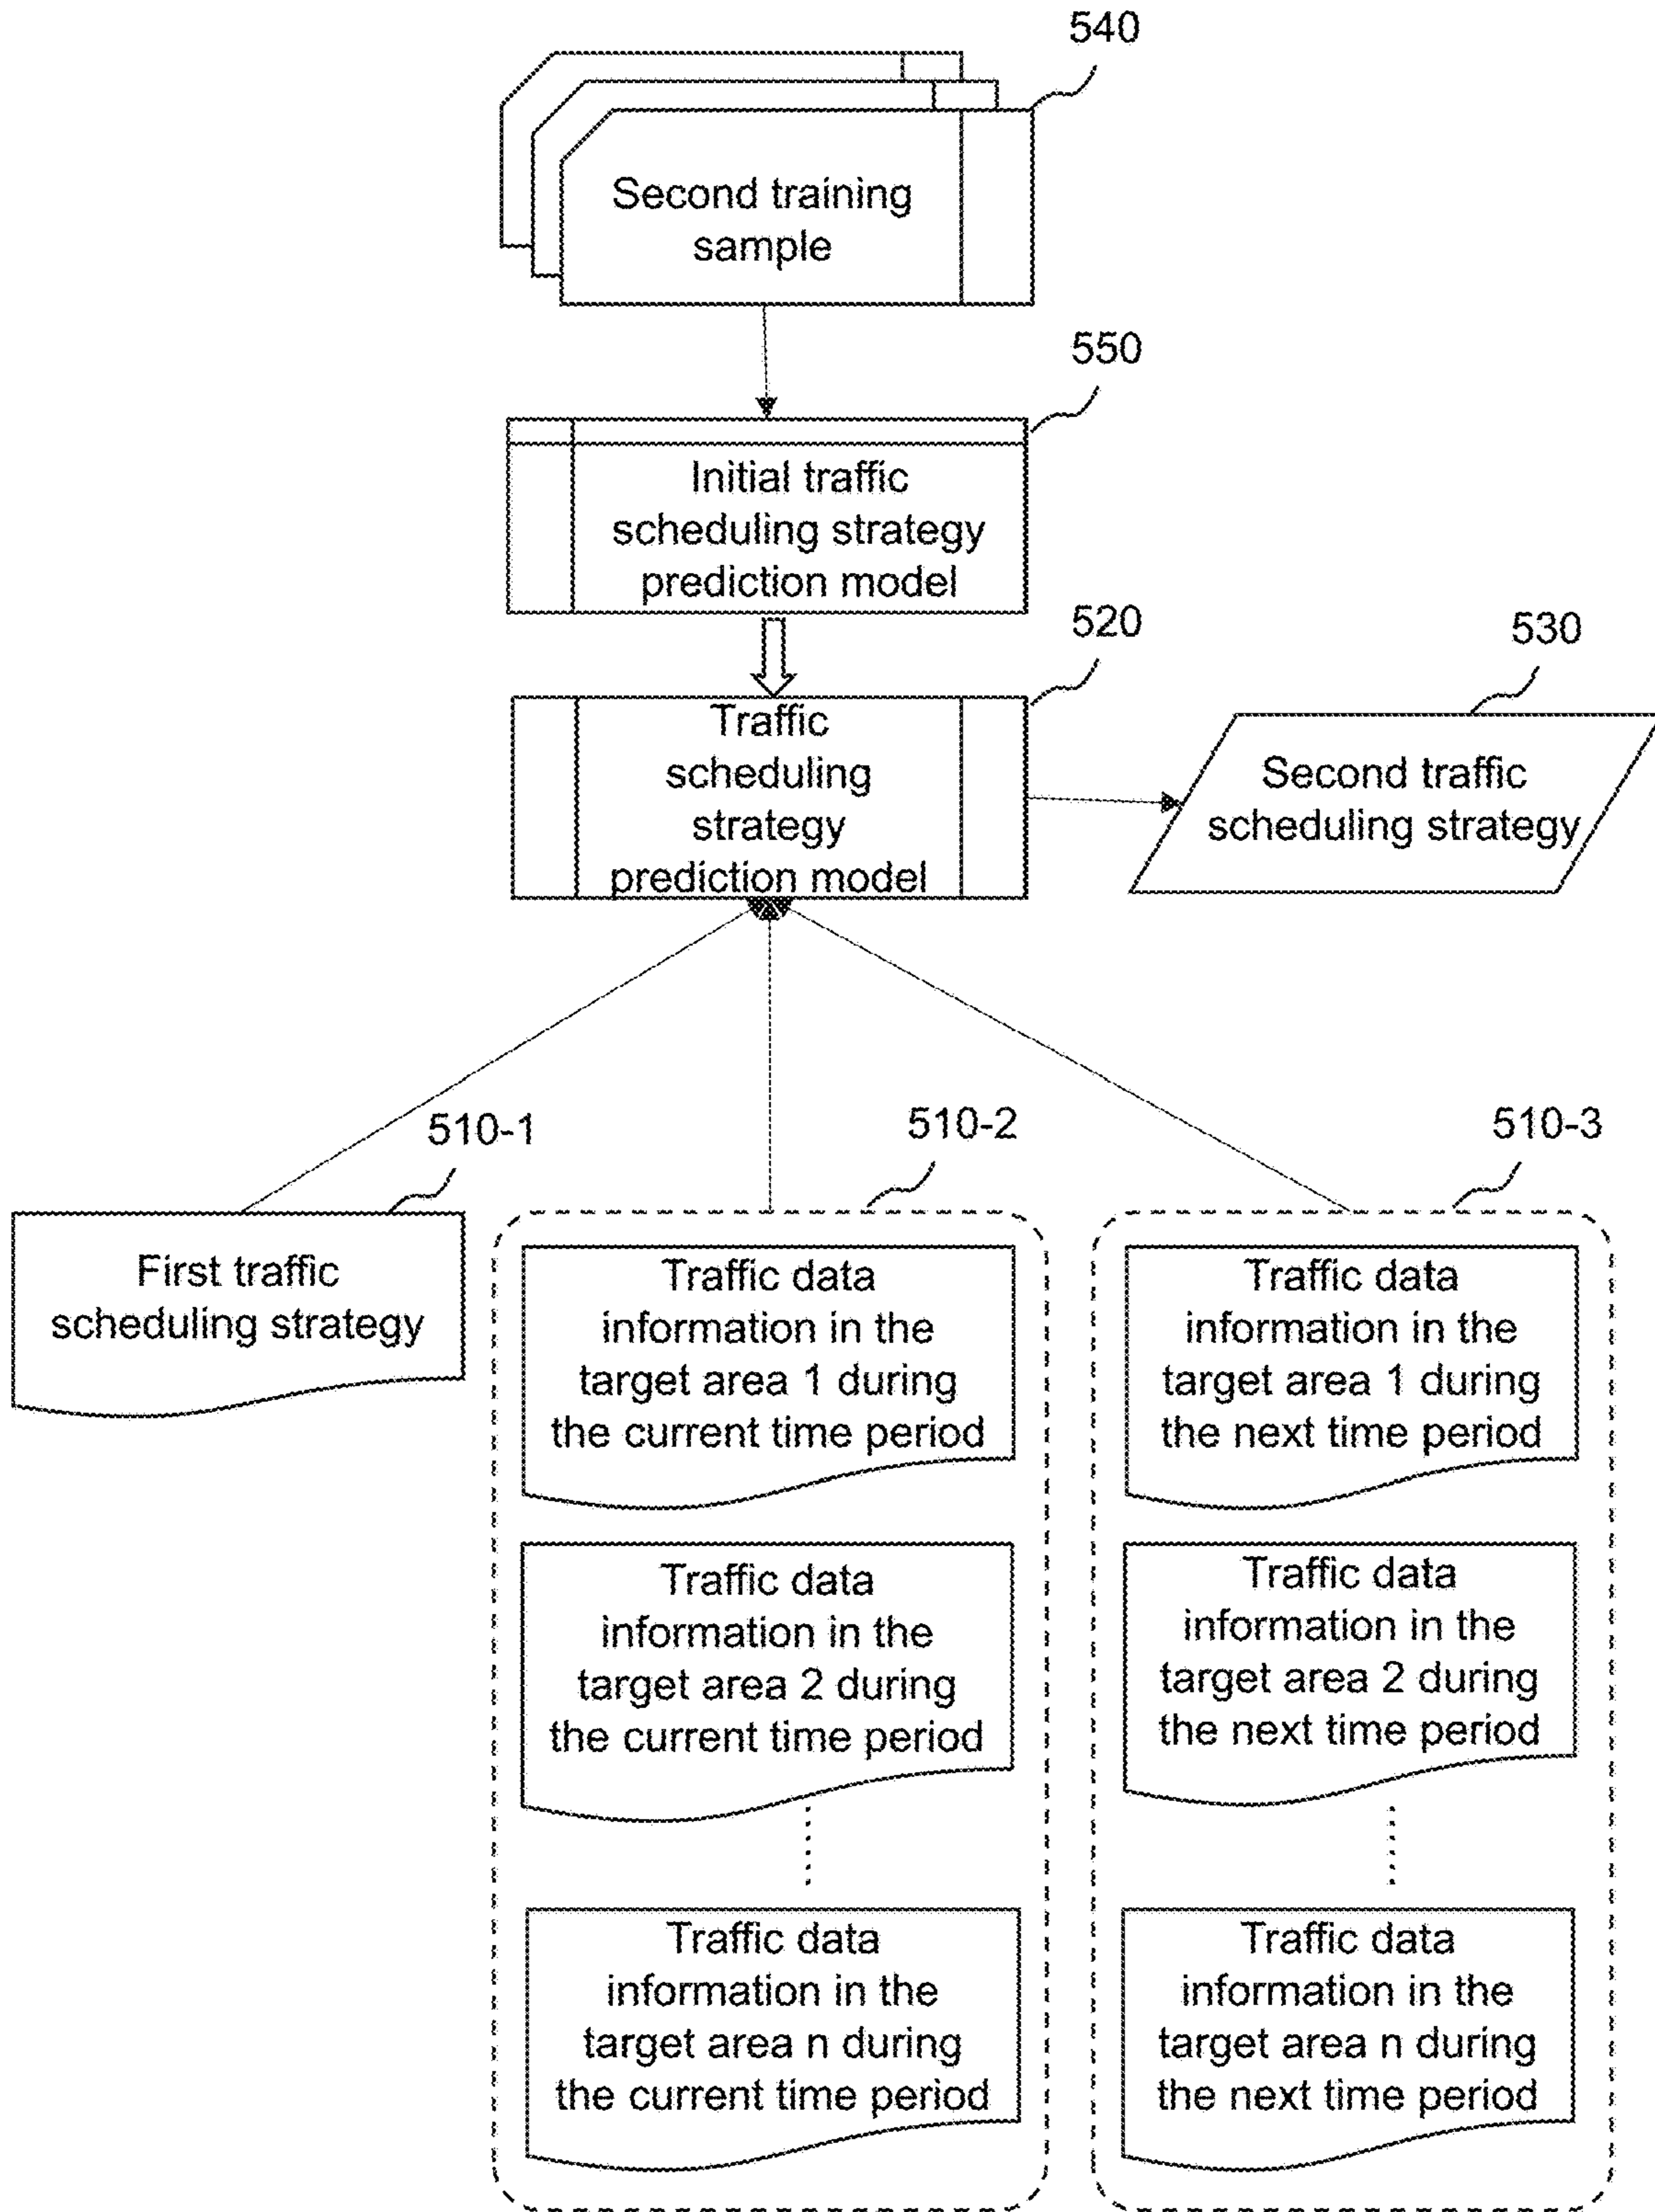 540
Second training
sample
550
Initial traffic
scheduling strategy
prediction model
520
530
Traffic
scheduling
strategy
prediction model
Second traffic
scheduling strategy
510-1
510-2
510-3
First traffic
scheduling strategy
Traffic data
information in the
target area 1 during
the current time period
Traffic data
information in the
target area 1 during
the next time period
Traffic data
information in the
target area 2 during
the current time period
Traffic data
information in the
target area 2 during
the next time period
Traffic data
information in the
target area n during
the current time period
Traffic data
information in the
target area n during
the next time period